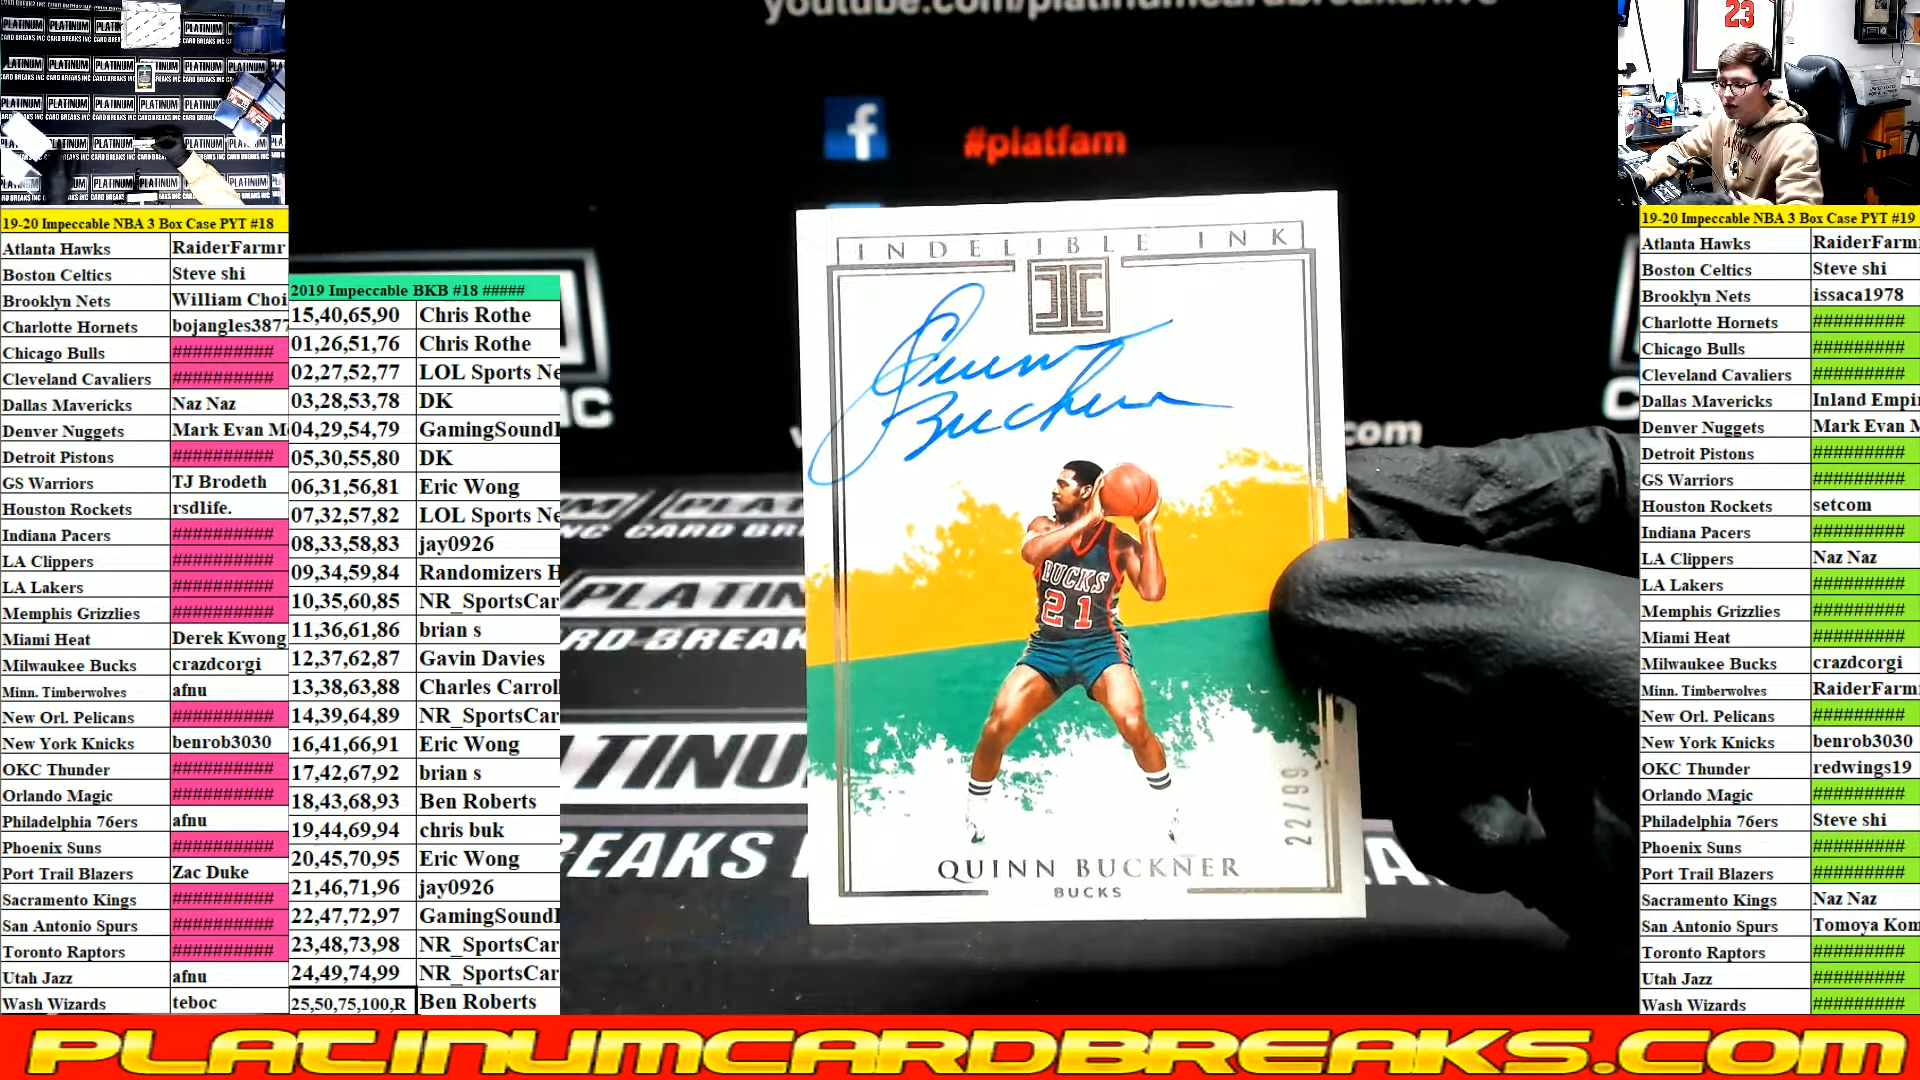 youtube.com/platinumcardbreaks/live
#platfam
INDELIBLE INK
Quinn Buckner
BUCKS
21
22/99
QUINN BUCKNER
BUCKS
23
PLATINUM
CARD BREAKS INC
19-20 Impeccable NBA 3 Box Case PYT #18
Atlanta Hawks RaiderFarmr
Boston Celtics Steve shi
Brooklyn Nets William Choi
Charlotte Hornets bojangles3877
Chicago Bulls ##########
Cleveland Cavaliers ##########
Dallas Mavericks Naz Naz
Denver Nuggets Mark Evan M
Detroit Pistons ##########
GS Warriors TJ Brodeth
Houston Rockets rsdlife.
Indiana Pacers ##########
LA Clippers ##########
LA Lakers ##########
Memphis Grizzlies ##########
Miami Heat Derek Kwong
Milwaukee Bucks crazdcorgi
Minn. Timberwolves afnu
New Orl. Pelicans ##########
New York Knicks benrob3030
OKC Thunder ##########
Orlando Magic ##########
Philadelphia 76ers afnu
Phoenix Suns ##########
Port Trail Blazers Zac Duke
Sacramento Kings ##########
San Antonio Spurs ##########
Toronto Raptors ##########
Utah Jazz afnu
Wash Wizards teboc
2019 Impeccable BKB #18 #####
15,40,65,90 Chris Rothe
01,26,51,76 Chris Rothe
02,27,52,77 LOL Sports Ne
03,28,53,78 DK
04,29,54,79 GamingSound
05,30,55,80 DK
06,31,56,81 Eric Wong
07,32,57,82 LOL Sports Ne
08,33,58,83 jay0926
09,34,59,84 Randomizers H
10,35,60,85 NR_SportsCar
11,36,61,86 brian s
12,37,62,87 Gavin Davies
13,38,63,88 Charles Carrol
14,39,64,89 NR_SportsCar
16,41,66,91 Eric Wong
17,42,67,92 brian s
18,43,68,93 Ben Roberts
19,44,69,94 chris buk
20,45,70,95 Eric Wong
21,46,71,96 jay0926
22,47,72,97 GamingSound
23,48,73,98 NR_SportsCar
24,49,74,99 NR_SportsCar
25,50,75,100,R Ben Roberts
19-20 Impeccable NBA 3 Box Case PYT #19
Atlanta Hawks RaiderFarm
Boston Celtics Steve shi
Brooklyn Nets issaca1978
Charlotte Hornets #########
Chicago Bulls #########
Cleveland Cavaliers #########
Dallas Mavericks Inland Empi
Denver Nuggets Mark Evan M
Detroit Pistons #########
GS Warriors #########
Houston Rockets setcom
Indiana Pacers #########
LA Clippers Naz Naz
LA Lakers #########
Memphis Grizzlies #########
Miami Heat #########
Milwaukee Bucks crazdcorgi
Minn. Timberwolves RaiderFarm
New Orl. Pelicans #########
New York Knicks benrob3030
OKC Thunder redwings19
Orlando Magic #########
Philadelphia 76ers Steve shi
Phoenix Suns #########
Port Trail Blazers #########
Sacramento Kings Naz Naz
San Antonio Spurs Tomoya Kom
Toronto Raptors #########
Utah Jazz #########
Wash Wizards #########
PLATINUMCARDBREAKS.COM